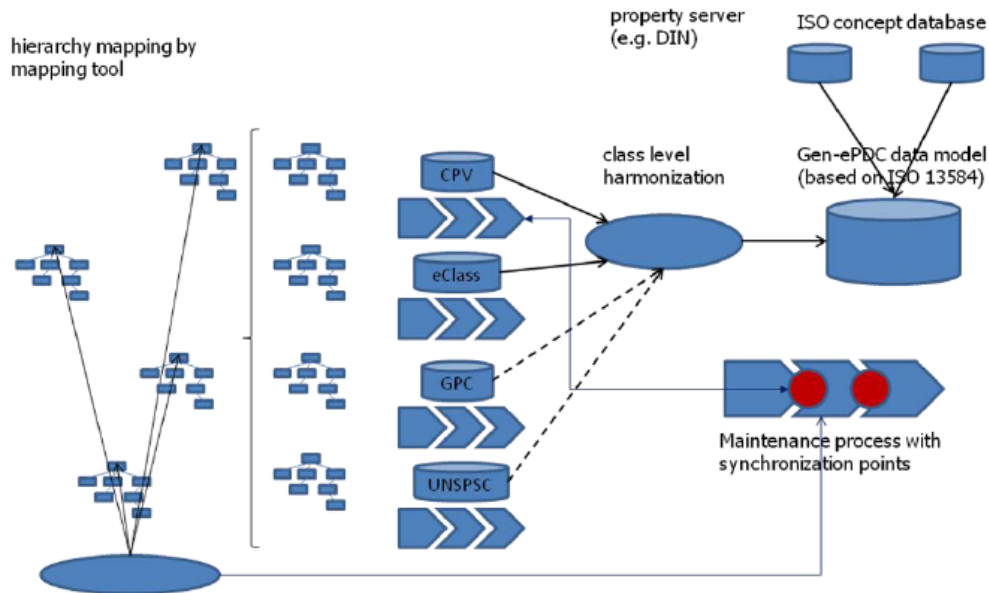 property server
(e.g. DIN)
ISO concept database
hierarchy mapping by
mapping tool
class level
harmonization
Gen-ePDC data model
(based on ISO 13584)
CPV
eClass
GPC
UNSPSC
Maintenance process with
synchronization points